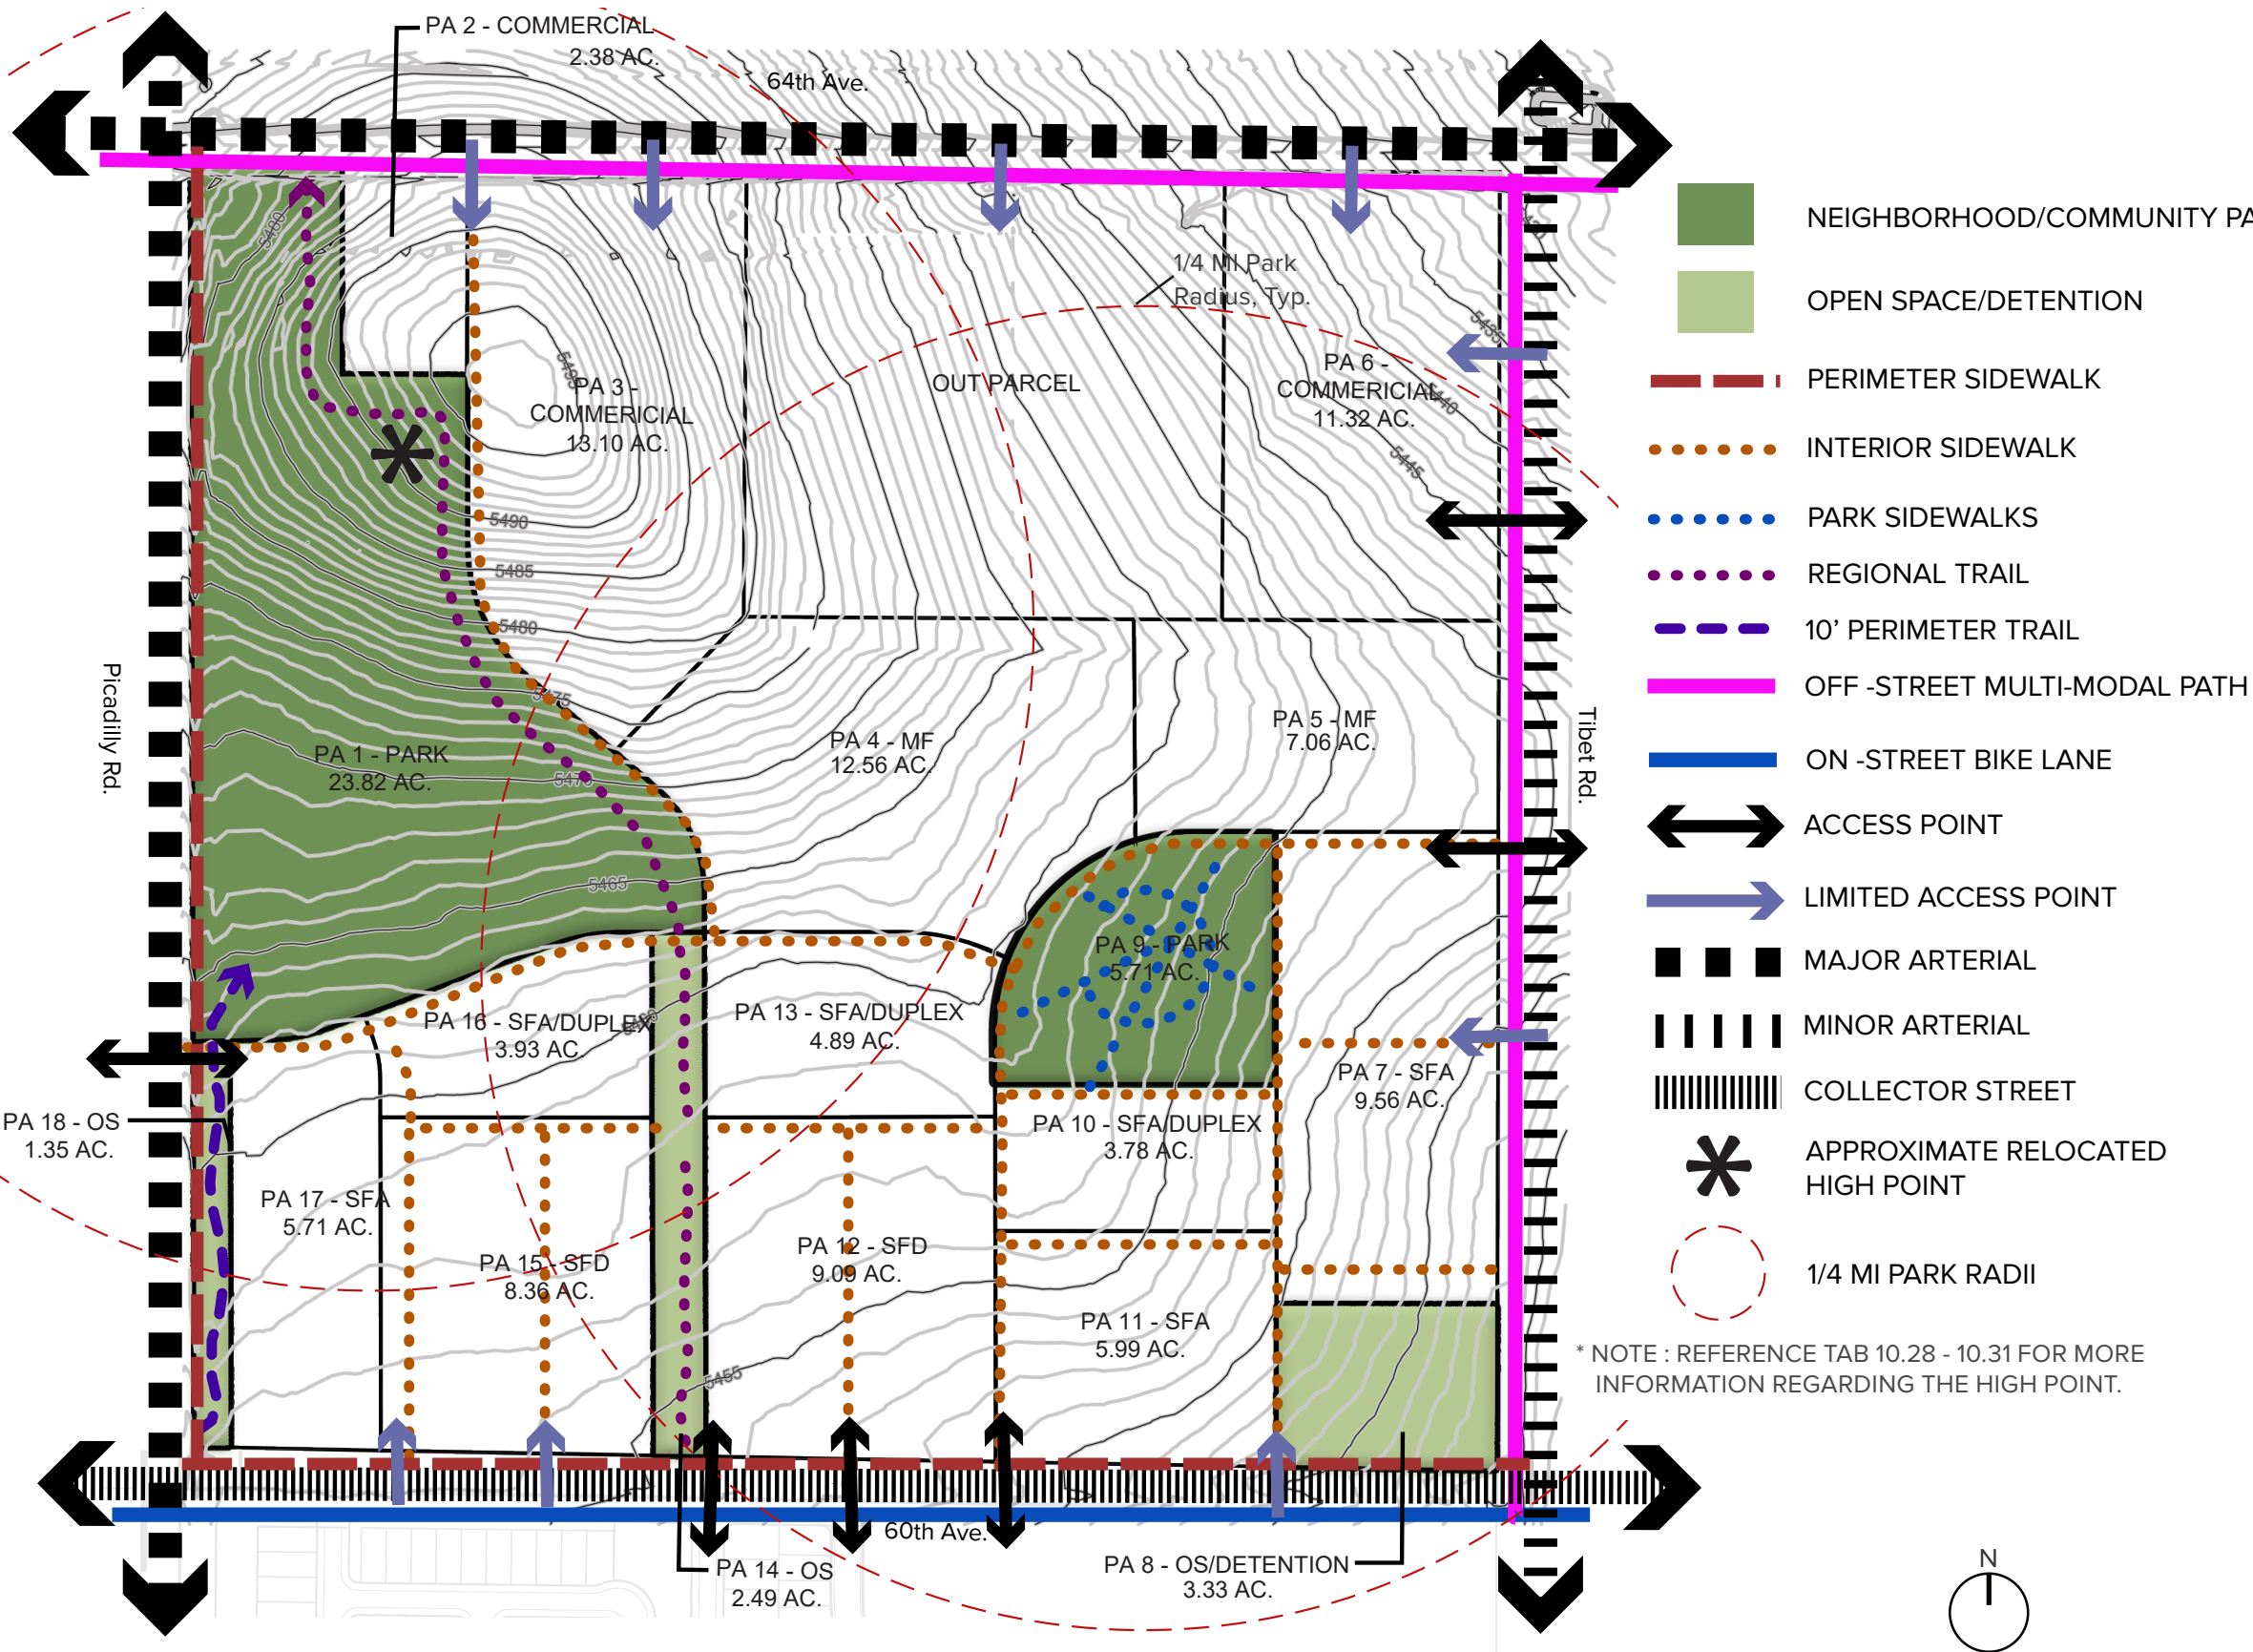 PA 2 - COMMERCIAL
2.38 AC.
64th Ave.
5480
1/4 MI Park
Radius, Typ.
5435
5495
PA 3 -
COMMERICIAL
13.10 AC.
OUT PARCEL
PA 6 -
COMMERICIAL
11.32 AC.
5440
5445
5490
5485
5480
5475
Picadilly Rd.
PA 1 - PARK
23.82 AC.
5470
PA 4 - MF
12.56 AC.
PA 5 - MF
7.06 AC.
Tibet Rd.
5465
PA 9 - PARK
5.71 AC.
PA 16 - SFA/DUPLEX
3.93 AC.
5460
PA 13 - SFA/DUPLEX
4.89 AC.
PA 7 - SFA
9.56 AC.
PA 18 - OS
1.35 AC.
PA 10 - SFA/DUPLEX
3.78 AC.
PA 17 - SFA
5.71 AC.
PA 15 - SFD
8.36 AC.
PA 12 - SFD
9.09 AC.
PA 11 - SFA
5.99 AC.
5455
60th Ave.
PA 14 - OS
2.49 AC.
PA 8 - OS/DETENTION
3.33 AC.
NEIGHBORHOOD/COMMUNITY PA
OPEN SPACE/DETENTION
PERIMETER SIDEWALK
INTERIOR SIDEWALK
PARK SIDEWALKS
REGIONAL TRAIL
10' PERIMETER TRAIL
OFF -STREET MULTI-MODAL PATH
ON -STREET BIKE LANE
ACCESS POINT
LIMITED ACCESS POINT
MAJOR ARTERIAL
MINOR ARTERIAL
COLLECTOR STREET
APPROXIMATE RELOCATED
HIGH POINT
1/4 MI PARK RADII
* NOTE : REFERENCE TAB 10.28 - 10.31 FOR MORE
INFORMATION REGARDING THE HIGH POINT.
N